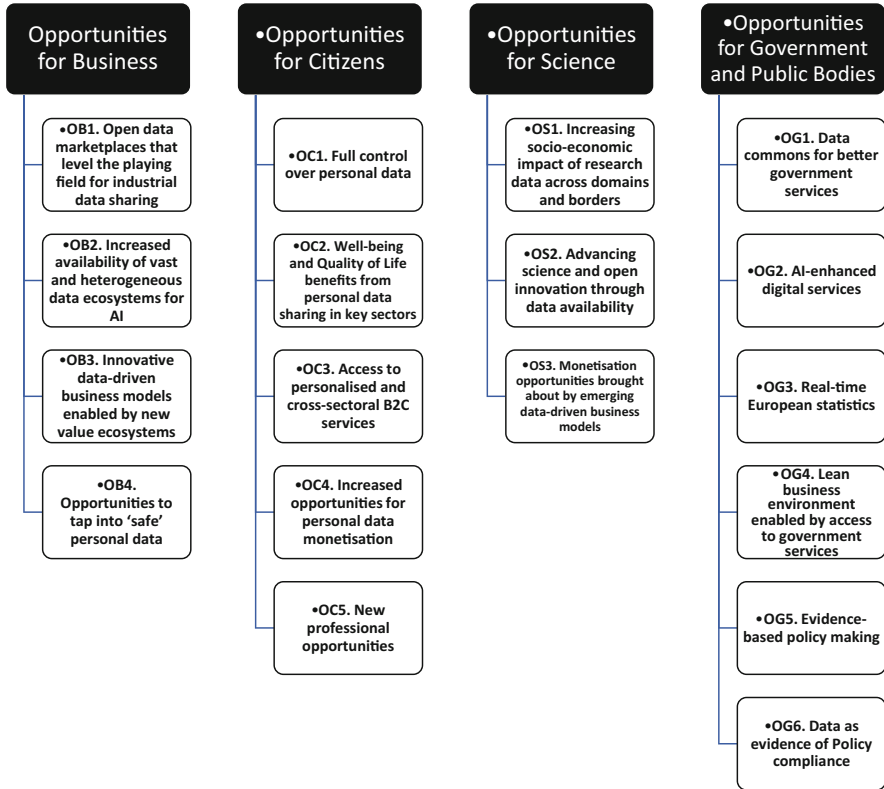 Opportunities
for Business
•OB1. Open data
marketplaces that
level the playing
field for industrial
data sharing
•OB2. Increased
availability of vast
and heterogeneous
data ecosystems for
AI
•OB3. Innovative
data-driven
business models
enabled by new
value ecosystems
•OB4.
Opportunities to
tap into ‘safe’
personal data
•Opportunities
for Citizens
•OC1. Full control
over personal data
•OC2. Well-being
and Quality of Life
benefits from
personal data
sharing in key sectors
•OC3. Access to
personalised and
cross-sectoral B2C
services
•OC4. Increased
opportunities for
personal data
monetisation
•OC5. New
professional
opportunities
•Opportunities
for Science
•OS1. Increasing
socio-economic
impact of research
data across domains
and borders
•OS2. Advancing
science and open
innovation through
data availability
•OS3. Monetisation
opportunities brought
about by emerging
data-driven business
models
•Opportunities
for Government
and Public Bodies
•OG1. Data
commons for better
government
services
•OG2. AI-enhanced
digital services
•OG3. Real-time
European statistics
•OG4. Lean
business
environment
enabled by access
to government
services
•OG5. Evidence-
based policy making
•OG6. Data as
evidence of Policy
compliance